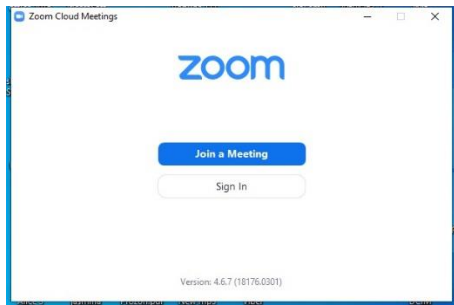 Zoom Cloud Meetings
zoom
Join a Meeting
Sign In
Version: 4.6.7 (18176.0301)